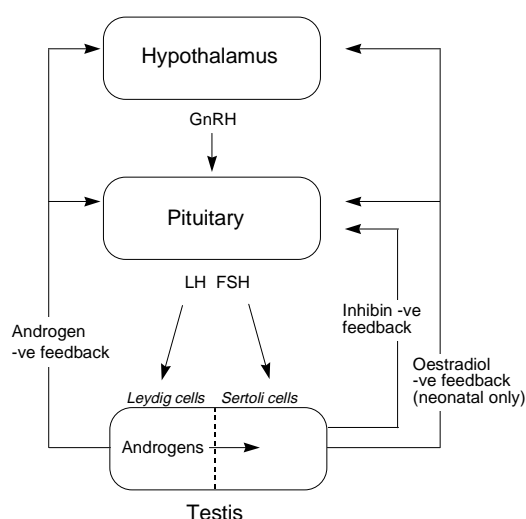 Hypothalamus
GnRH
Pituitary
LH FSH
Androgen
-ve feedback
Inhibin -ve
feedback
Oestradiol
-ve feedback
(neonatal only)
Leydig cells
Sertoli cells
Androgens
Testis